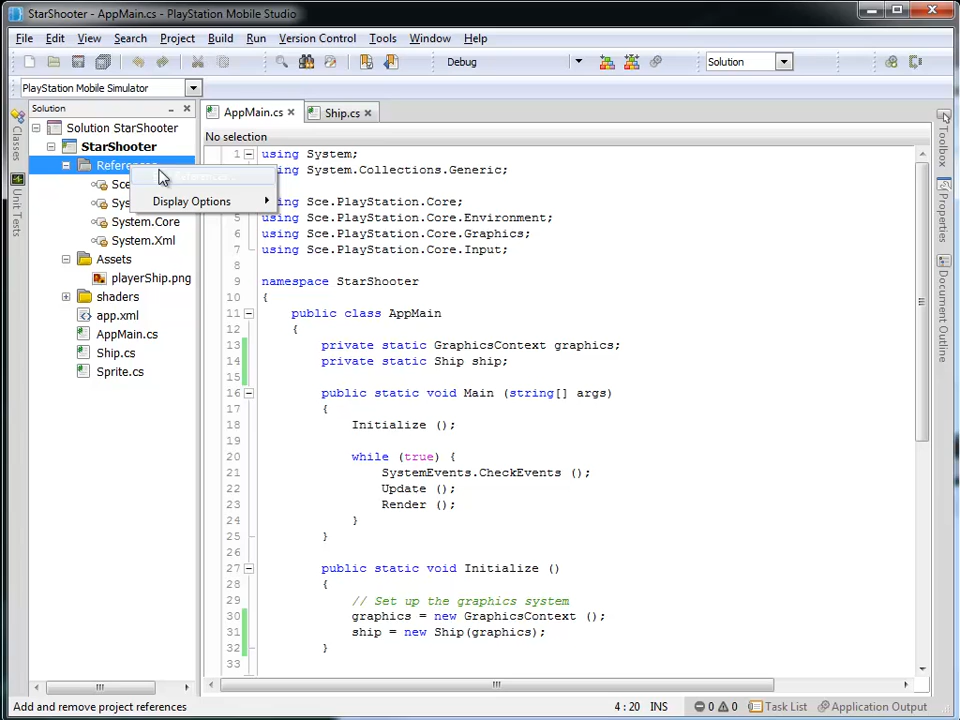 StarShooter - AppMain.cs - PlayStation Mobile Studio
File Edit View Search Project Build Run Version Control Tools Window Help
Debug Solution
PlayStation Mobile Simulator
Solution
AppMain.cs Ship.cs
No selection
Classes
Unit Tests
Solution StarShooter
StarShooter
References
Sce
Sys
System.Core
System.Xml
Assets
playerShip.png
shaders
app.xml
AppMain.cs
Ship.cs
Sprite.cs
Display Options
1 using System;
using System.Collections.Generic;
using Sce.PlayStation.Core;
5 using Sce.PlayStation.Core.Environment;
6 using Sce.PlayStation.Core.Graphics;
7 using Sce.PlayStation.Core.Input;
8
9 namespace StarShooter
10 {
11 public class AppMain
12 {
13 private static GraphicsContext graphics;
14 private static Ship ship;
15
16 public static void Main (string[] args)
17 {
18 Initialize ();
19
20 while (true) {
21 SystemEvents.CheckEvents ();
22 Update ();
23 Render ();
24 }
25 }
26
27 public static void Initialize ()
28 {
29 // Set up the graphics system
30 graphics = new GraphicsContext ();
31 ship = new Ship(graphics);
32 }
33
Toolbox
Properties
Document Outline
Add and remove project references
4 : 20 INS
0 0
Task List
Application Output